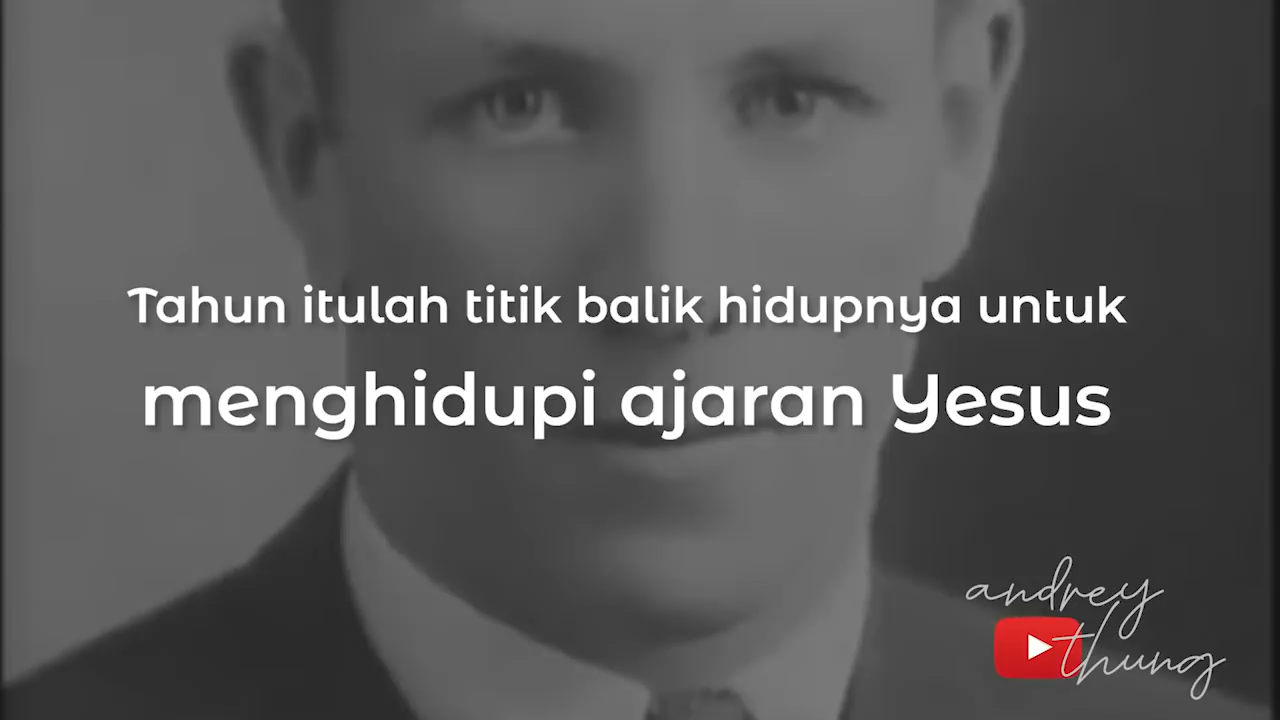 Tahun itulah titik balik hidupnya untuk
menghidupi ajaran Yesus
andrey
thung